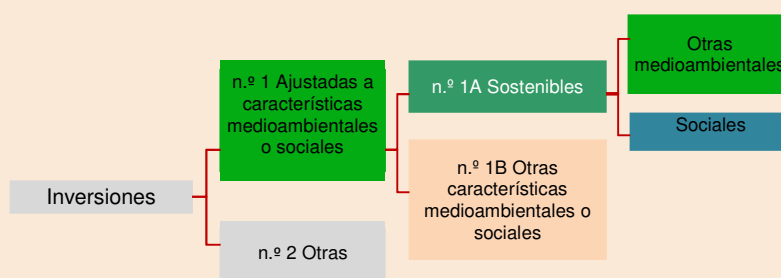 Inversiones
n.º 1 Ajustadas a
características
medioambientales
o sociales
n.º 2 Otras
n.º 1A Sostenibles
n.º 1B Otras
características
medioambientales o
sociales
Otras
medioambientales
Sociales